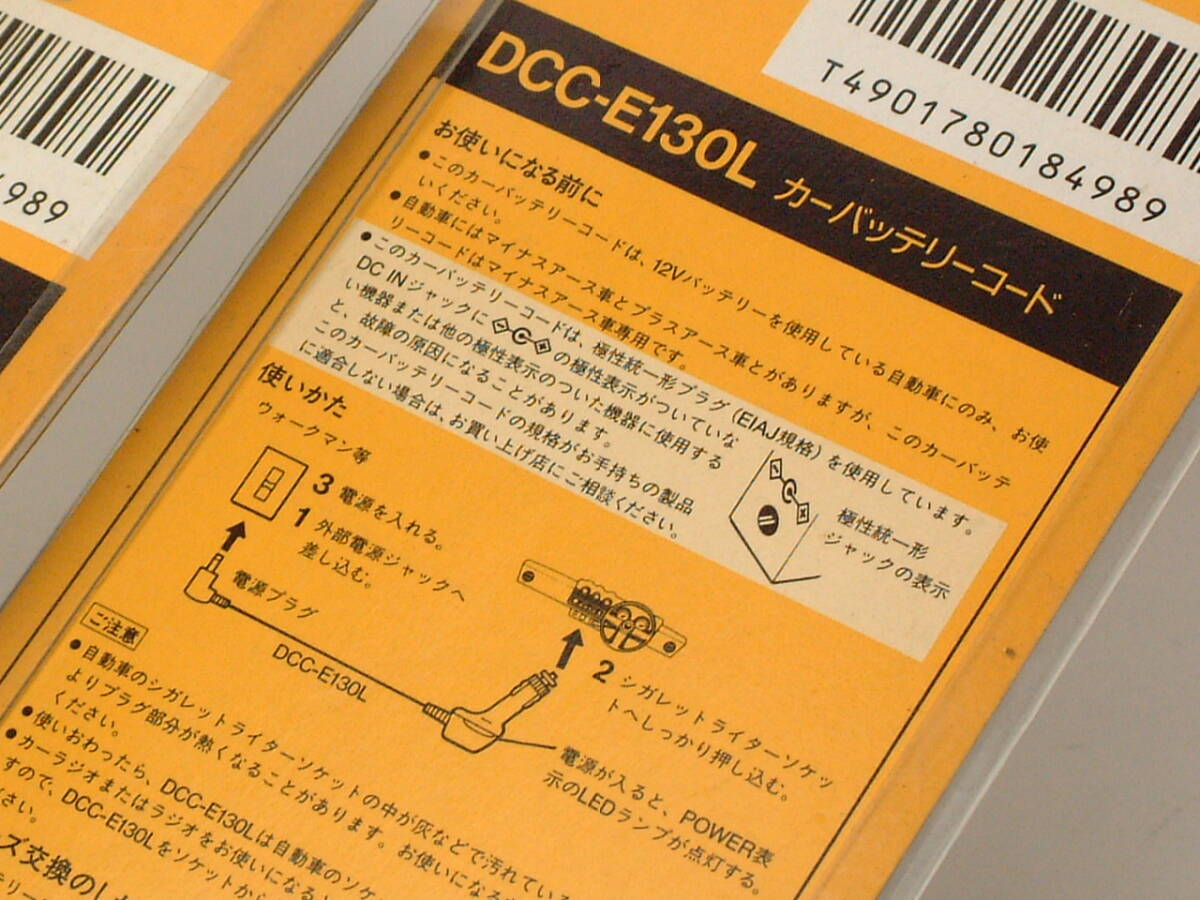 4989
T4901780184989
DCC-E130L カーバッテリーコード
お使いになる前に
●このカーバッテリーコードは、12Vバッテリーを使用している自動車にのみ、お使
いください。
●自動車にはマイナスアース車とプラスアース車とがありますが、このカーバッテ
リーコードはマイナスアース車専用です。
●このカーバッテリーコードは、極性統一形プラグ(EIAJ規格)を使用しています。
DC INジャックに の極性表示がついていな
い機器または他の極性表示のついた機器に使用する
と、故障の原因になることがあります。
このカーバッテリーコードの規格がお手持ちの製品
に適合しない場合は、お買い上げ店にご相談ください。
極性統一形
ジャックの表示
使いかた
ウォークマン等
3 電源を入れる。
1 外部電源ジャックへ
差し込む。
電源プラグ
DCC-E130L
2 シガレットライターソケッ
トへしっかり押し込む。
電源が入ると、POWER表
示のLEDランプが点灯する。
ご注意
●自動車のシガレットライターソケットの中が灰などで汚れている
よりプラグ部分が熱くなることがあります。お使いになる
ください。
●使いおわったら、DCC-E130Lは自動車のソケ
●カーラジオまたはラジオをお使いになる
すので、DCC-E130Lをソケットから
さい。
ズ交換のし